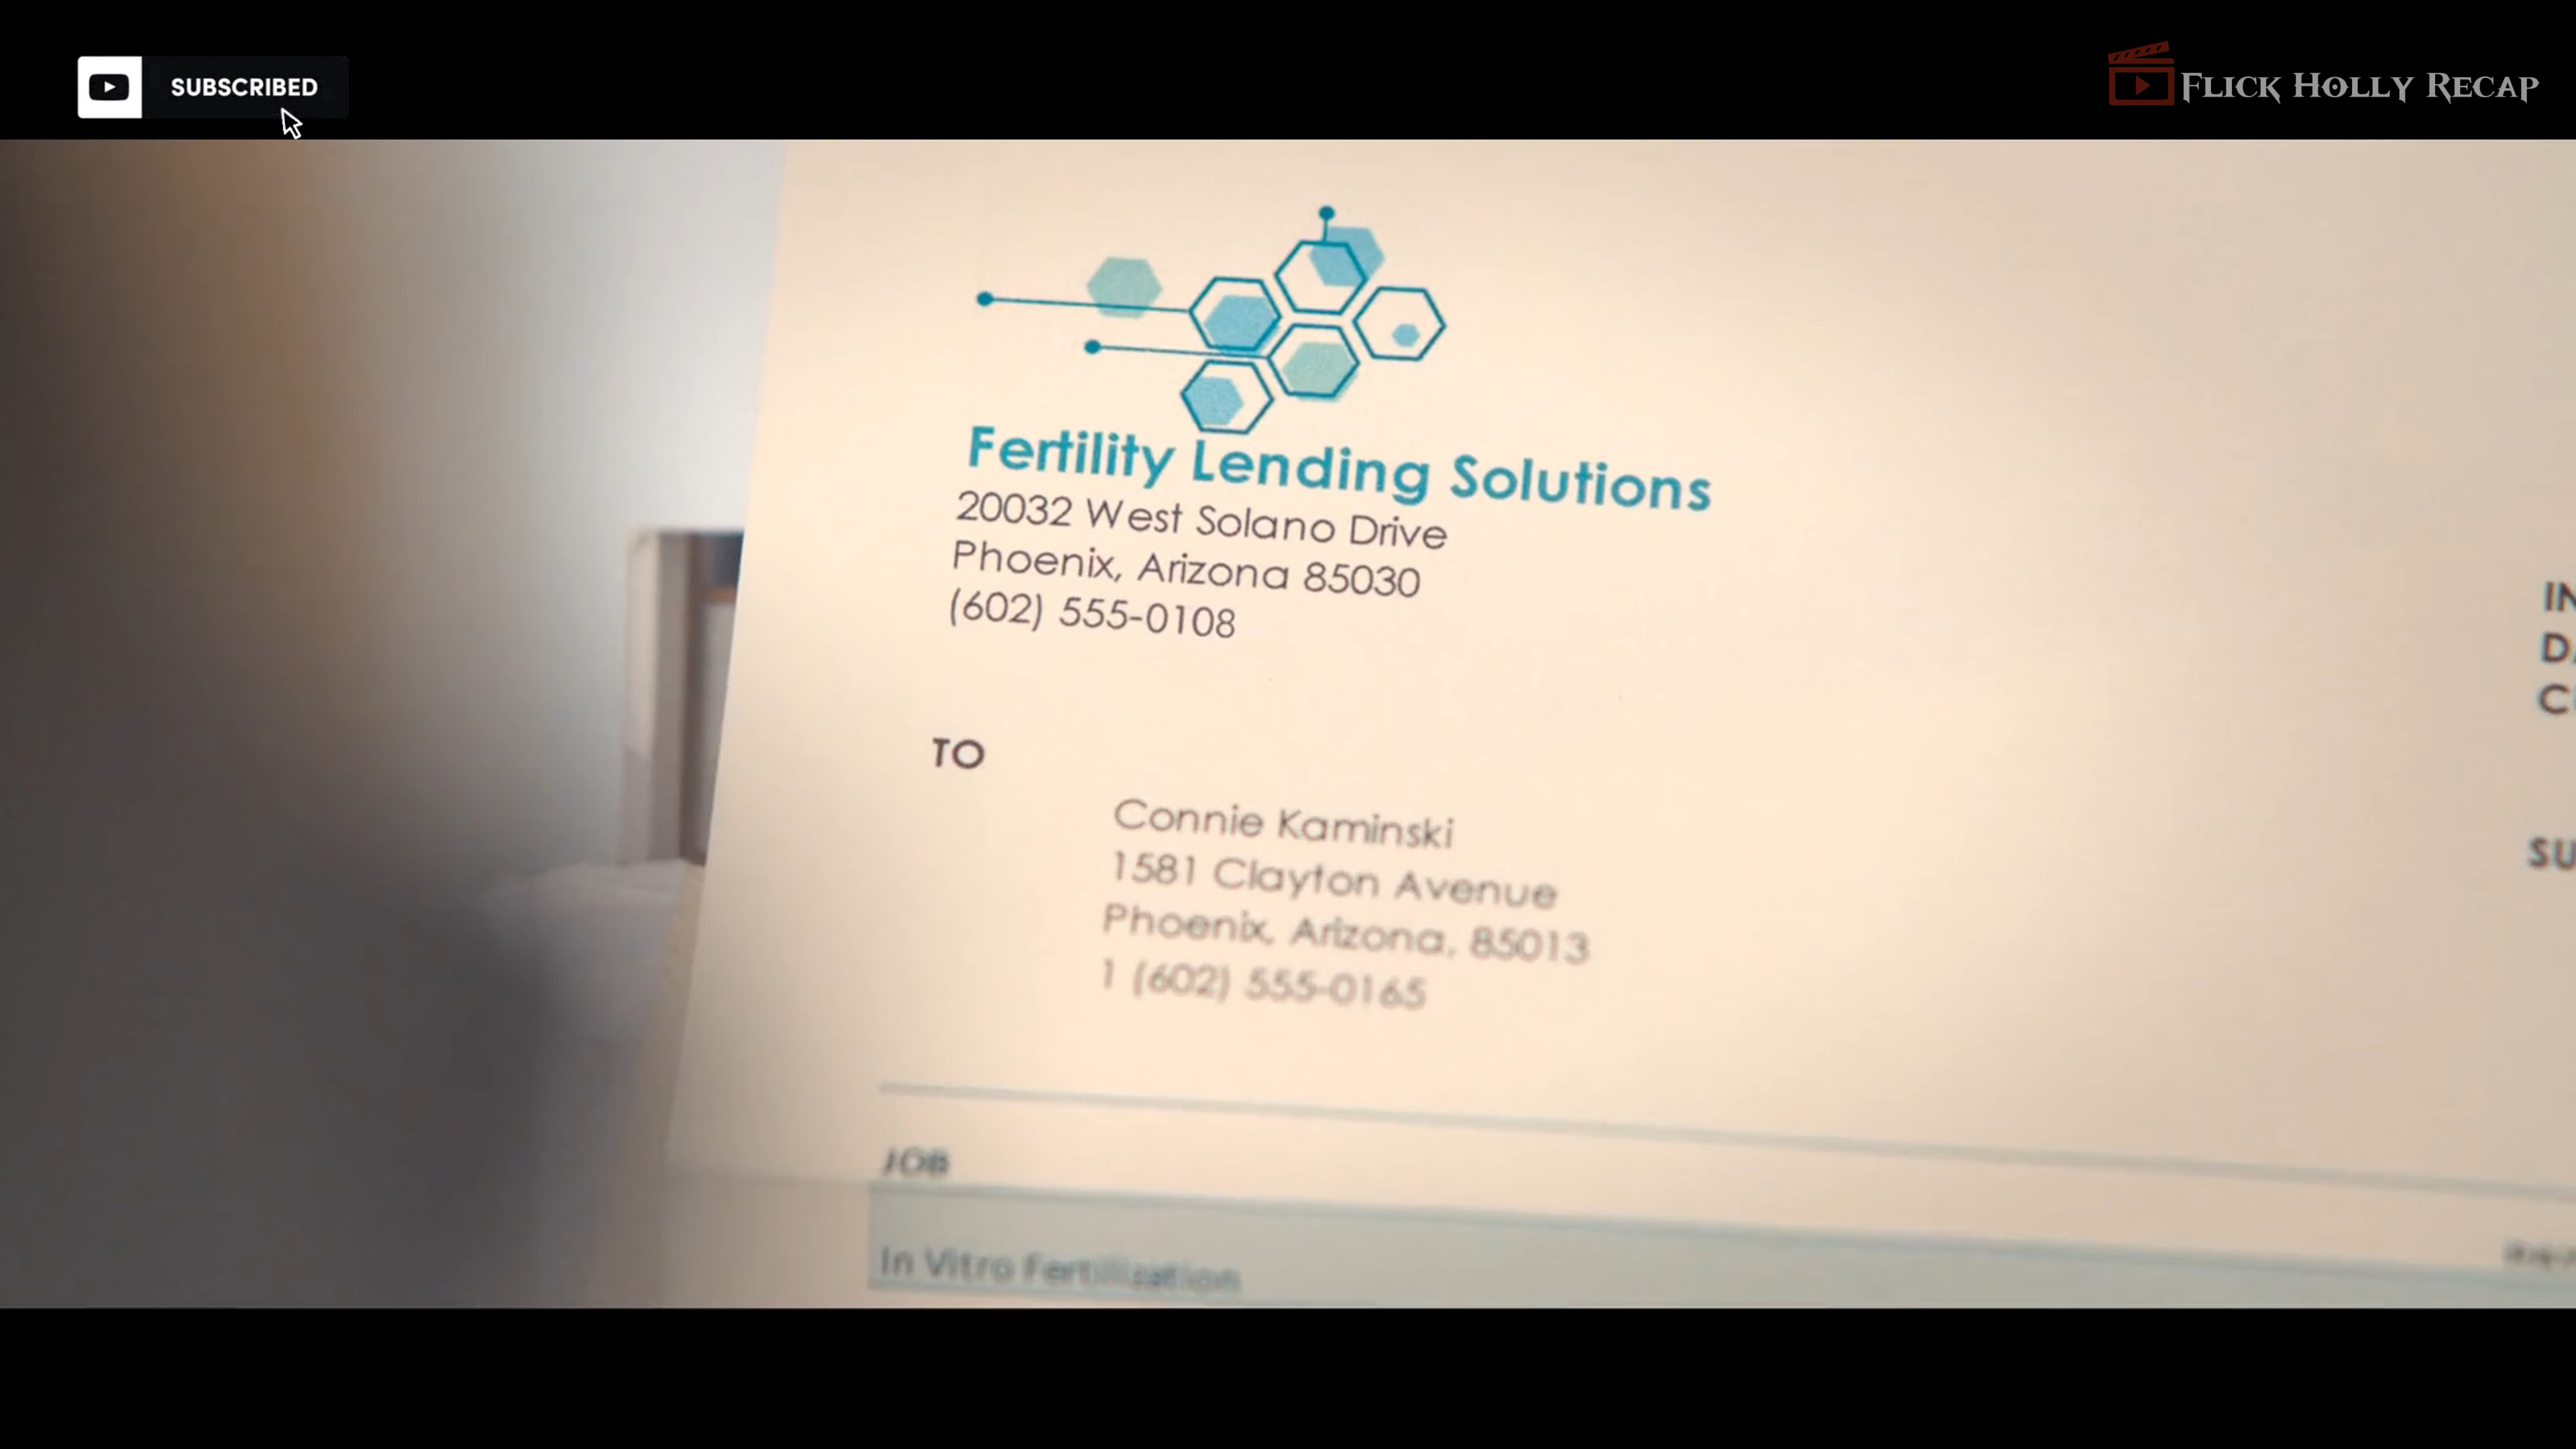 SUBSCRIBED
FLICK HOLLY RECAP
Fertility Lending Solutions
20032 West Solano Drive
Phoenix, Arizona 85030
(602) 555-0108
TO
Connie Kaminski
1581 Clayton Avenue
Phoenix, Arizona, 85013
1 (602) 555-0165
JOB
In Vitro Fertilization